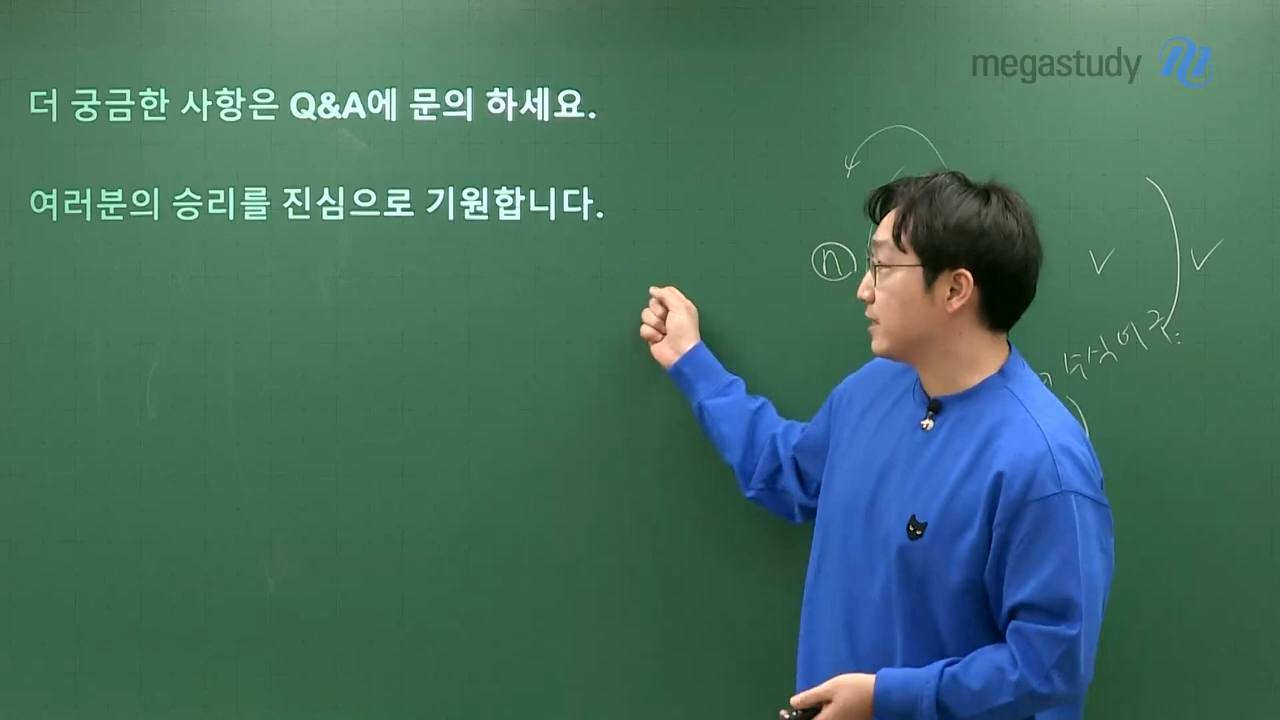 megastudy
더 궁금한 사항은 Q&A에 문의 하세요.
여러분의 승리를 진심으로 기원합니다.
n